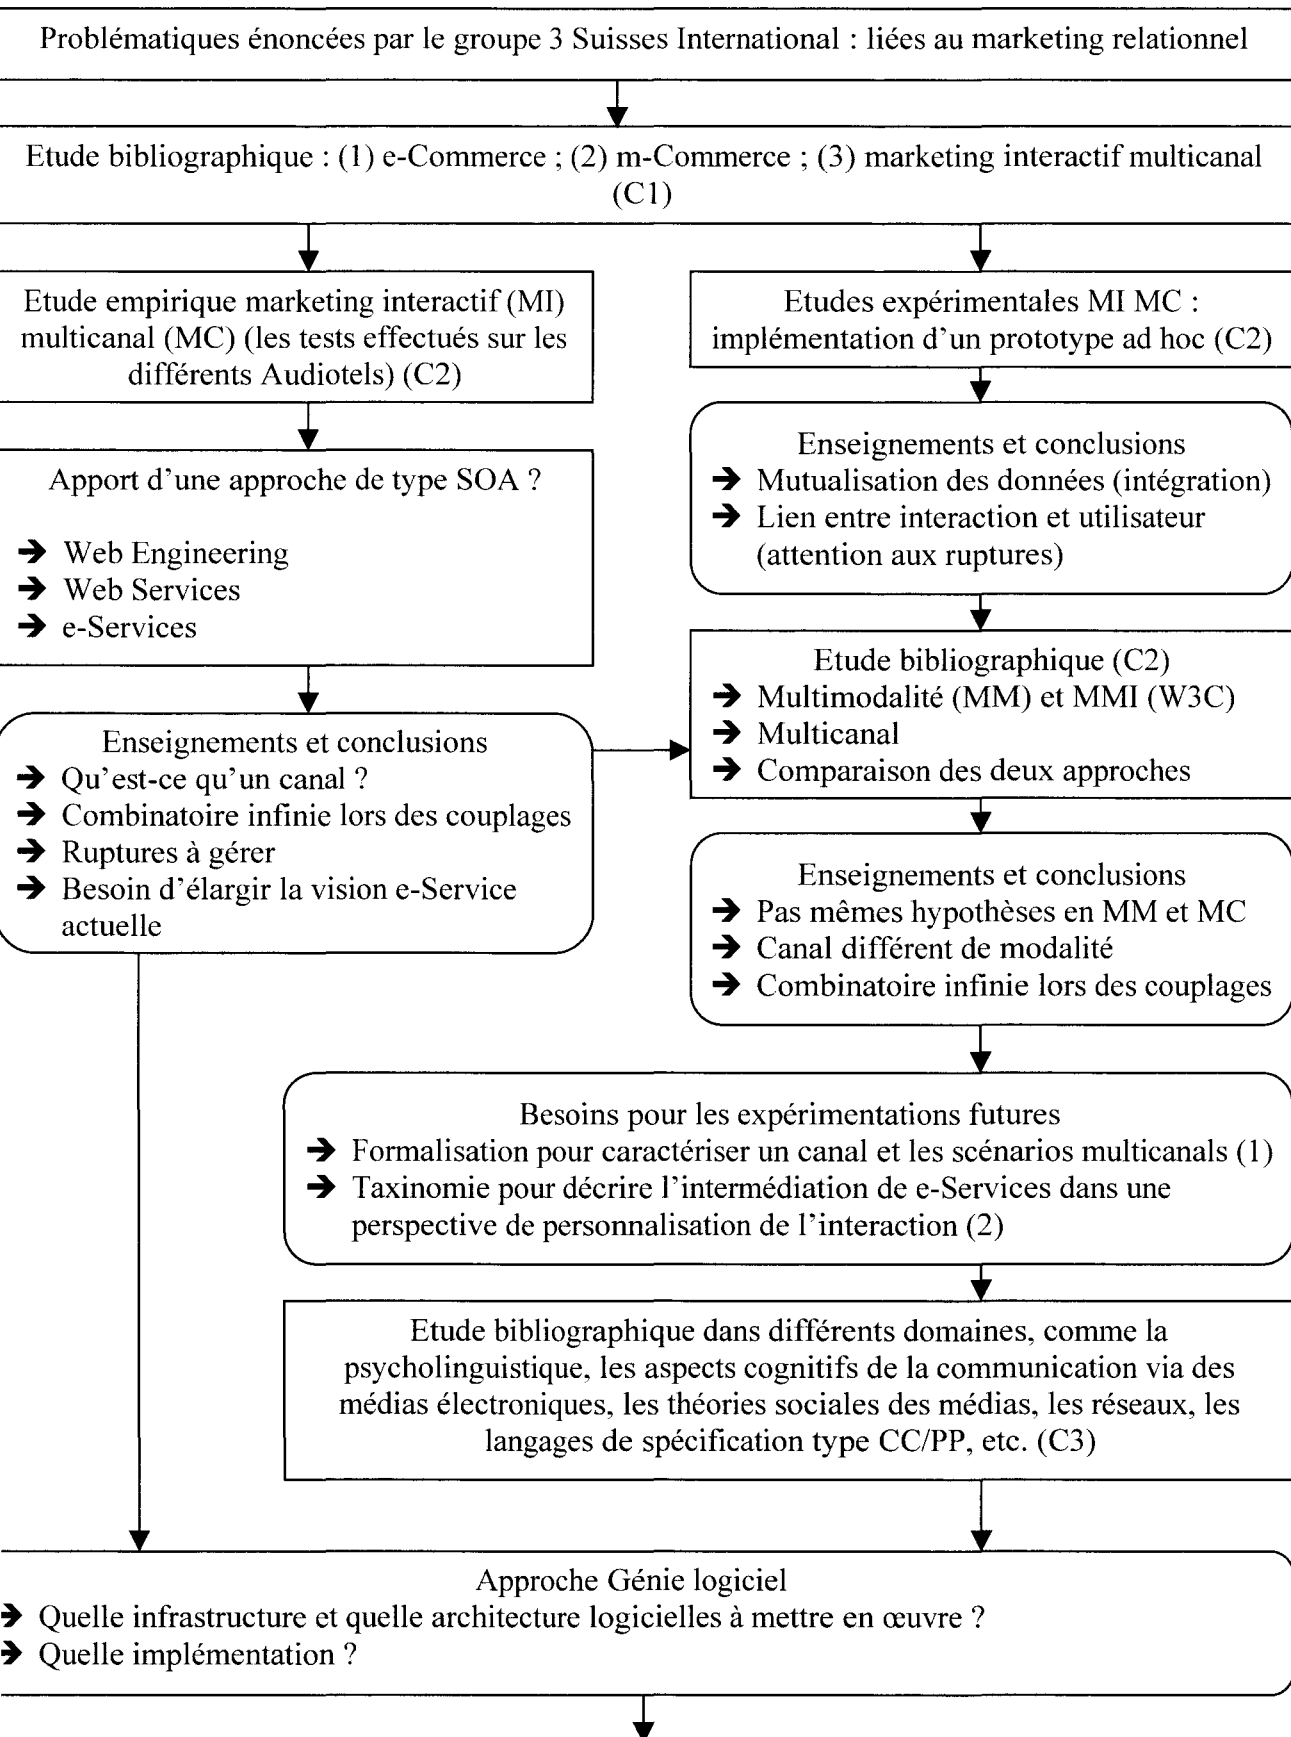 Problématiques énoncées par le groupe 3 Suisses International : liées au marketing relationnel
Etude bibliographique : (1) e-Commerce ; (2) m-Commerce ; (3) marketing interactif multicanal
(C1)
Etude empirique marketing interactif (MI)
multicanal (MC) (les tests effectués sur les
différents Audiotels) (C2)
Apport d'une approche de type SOA ?
➔ Web Engineering
➔ Web Services
➔ e-Services
Enseignements et conclusions
➔ Qu'est-ce qu'un canal ?
➔ Combinatoire infinie lors des couplages
➔ Ruptures à gérer
➔ Besoin d'élargir la vision e-Service
actuelle
Etudes expérimentales MI MC :
implémentation d'un prototype ad hoc (C2)
Enseignements et conclusions
➔ Mutualisation des données (intégration)
➔ Lien entre interaction et utilisateur
(attention aux ruptures)
Etude bibliographique (C2)
➔ Multimodalité (MM) et MMI (W3C)
➔ Multicanal
➔ Comparaison des deux approches
Enseignements et conclusions
➔ Pas mêmes hypothèses en MM et MC
➔ Canal différent de modalité
➔ Combinatoire infinie lors des couplages
Besoins pour les expérimentations futures
➔ Formalisation pour caractériser un canal et les scénarios multicanals (1)
➔ Taxinomie pour décrire l'intermédiation de e-Services dans une
perspective de personnalisation de l'interaction (2)
Etude bibliographique dans différents domaines, comme la
psycholinguistique, les aspects cognitifs de la communication via des
médias électroniques, les théories sociales des médias, les réseaux, les
langages de spécification type CC/PP, etc. (C3)
Approche Génie logiciel
➔ Quelle infrastructure et quelle architecture logicielles à mettre en œuvre ?
➔ Quelle implémentation ?